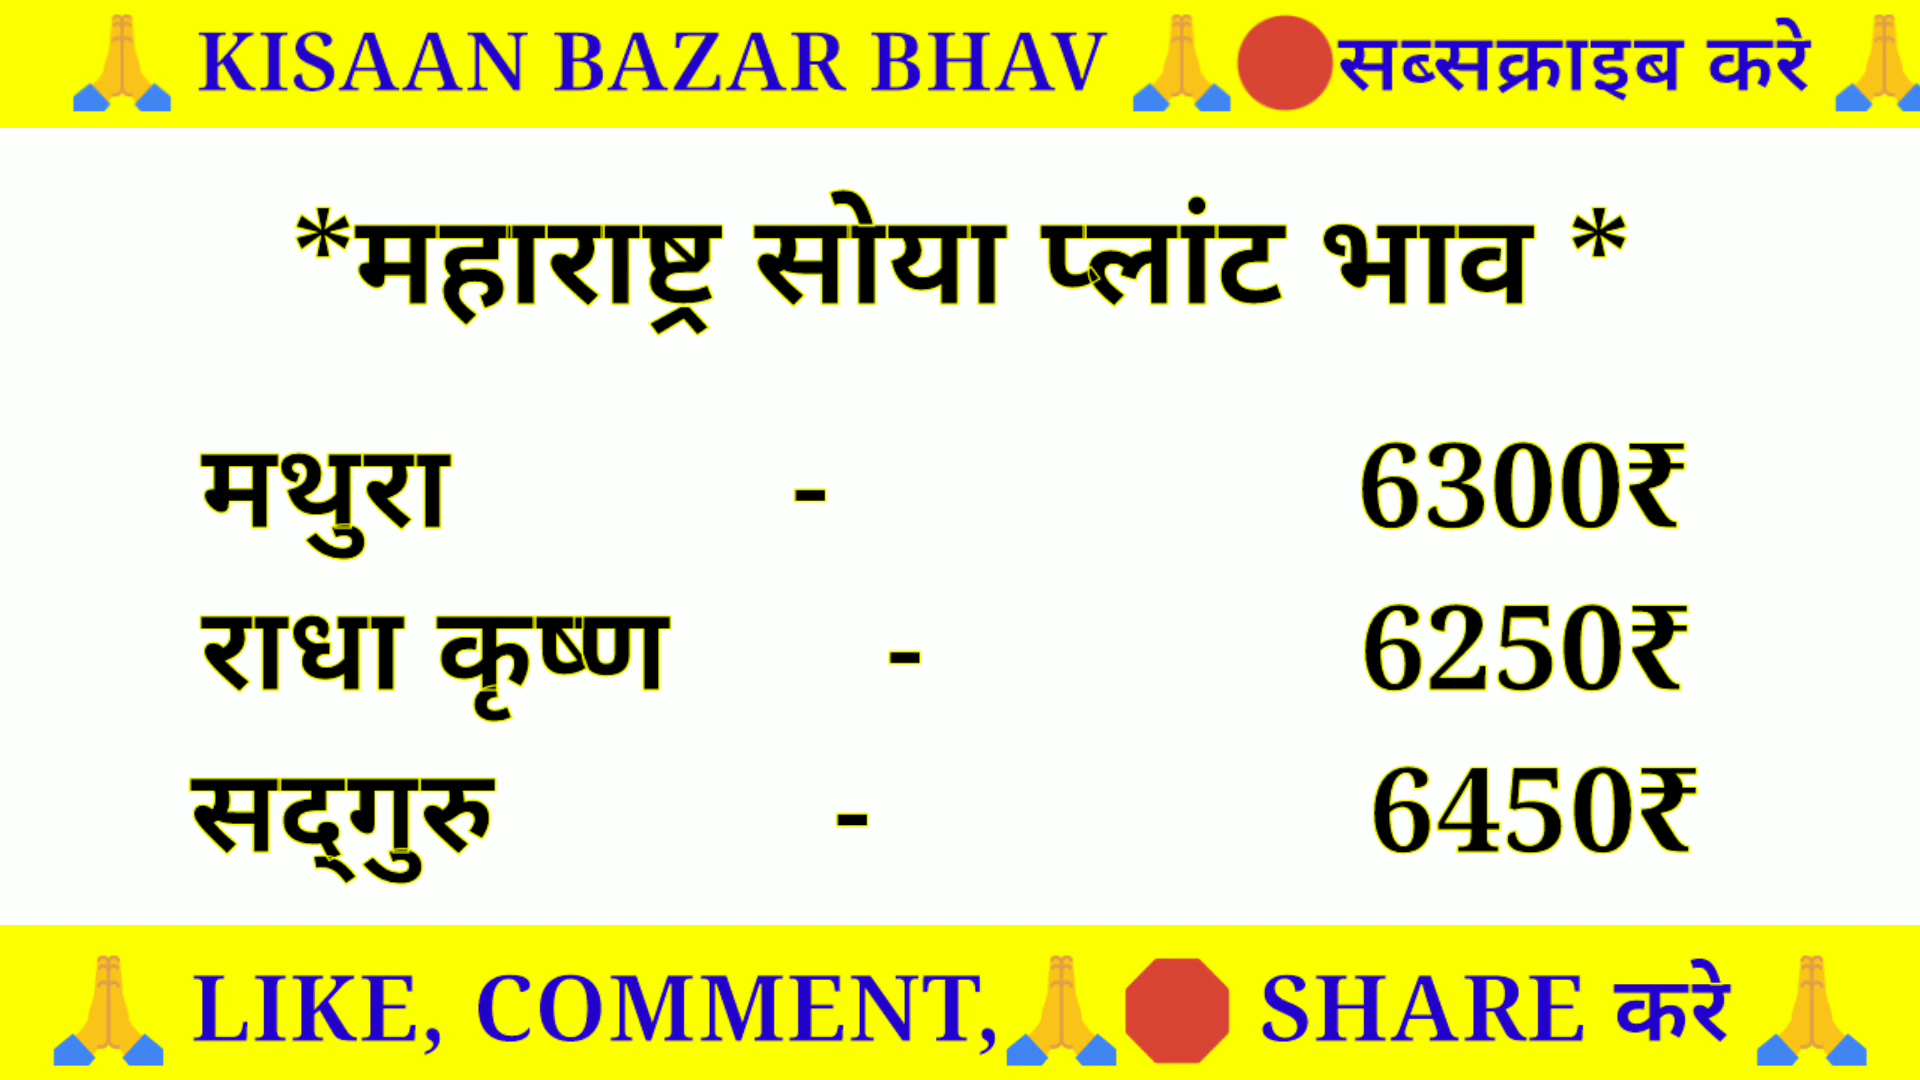 🙏 KISAAN BAZAR BHAV 🙏🔴सब्सक्राइब करे 🙏
*महाराष्ट्र सोया प्लांट भाव *
मथुरा - 6300₹
राधा कृष्ण - 6250₹
सद्गुरु - 6450₹
🙏 LIKE, COMMENT,🙏🛑 SHARE करे 🙏